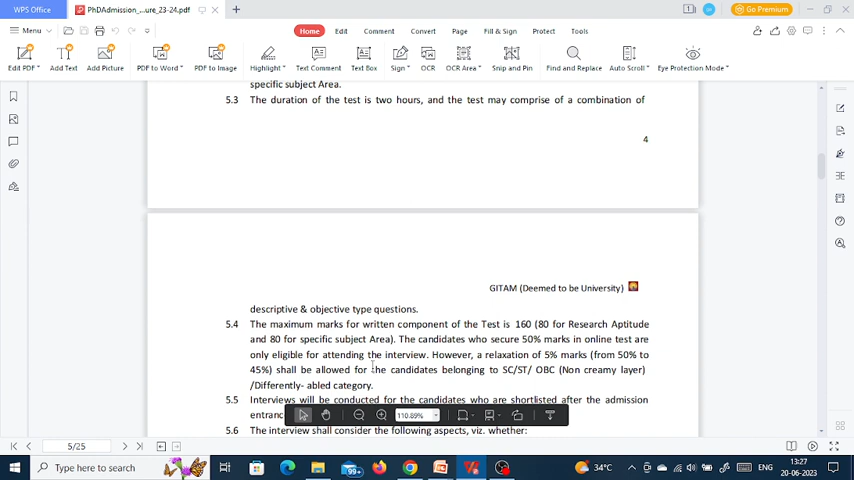 WPS Office
PhDAdmission_...ure_23-24.pdf
1
Go Premium
Menu
Home
Edit
Comment
Convert
Page
Fill & Sign
Protect
Tools
Edit PDF
Add Text
Add Picture
PDF to Word
PDF to Image
Highlight
Text Comment
Text Box
Sign
OCR
OCR Area
Snip and Pin
Find and Replace
Auto Scroll
Eye Protection Mode
specific subject Area.
5.3 The duration of the test is two hours, and the test may comprise of a combination of
4
GITAM (Deemed to be University)
descriptive & objective type questions.
5.4 The maximum marks for written component of the Test is 160 (80 for Research Aptitude
and 80 for specific subject Area). The candidates who secure 50% marks in online test are
only eligible for attending the interview. However, a relaxation of 5% marks (from 50% to
45%) shall be allowed for the candidates belonging to SC/ST/ OBC (Non creamy layer)
/Differently- abled category.
5.5 Interviews will be conducted for the candidates who are shortlisted after the admission
entranc
110.89%
5.6 The interview shall consider the following aspects, viz. whether:
5/25
Type here to search
99+
34°C
ENG
13:27
20-06-2023